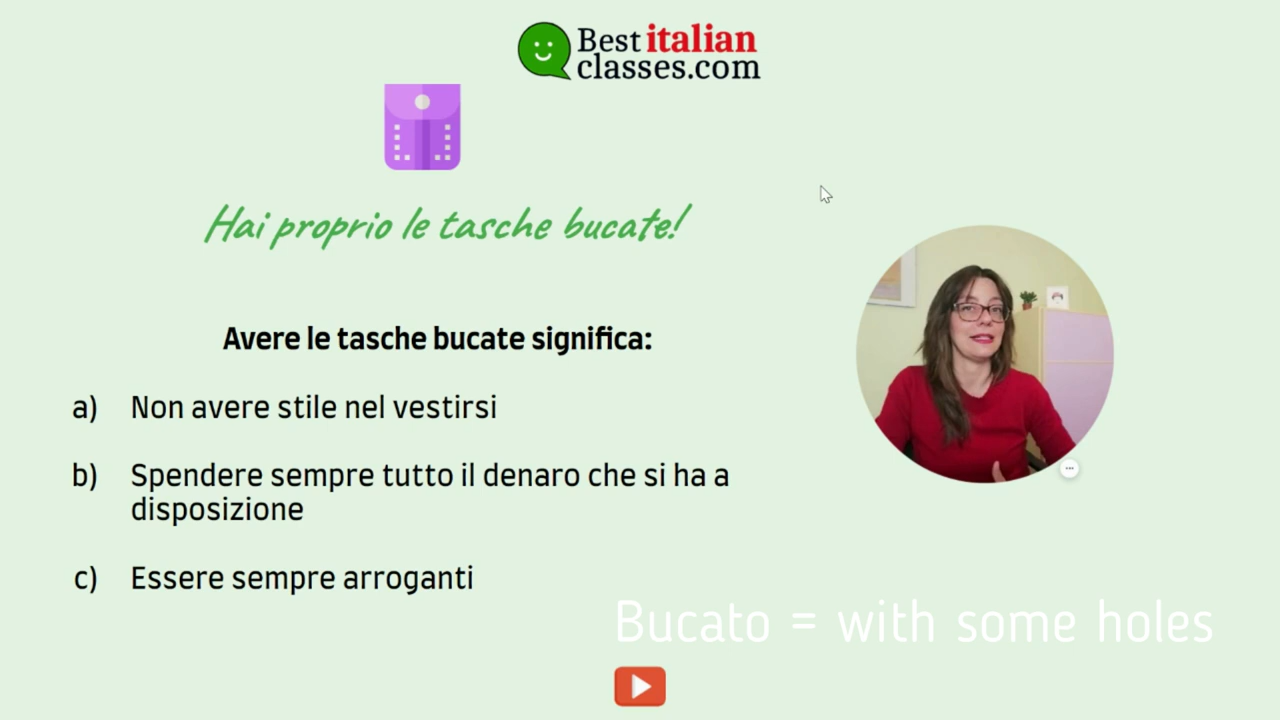 Best italian
classes.com
Hai proprio le tasche bucate!
Avere le tasche bucate significa:
a) Non avere stile nel vestirsi
b) Spendere sempre tutto il denaro che si ha a
disposizione
c) Essere sempre arroganti
Bucato = with some holes